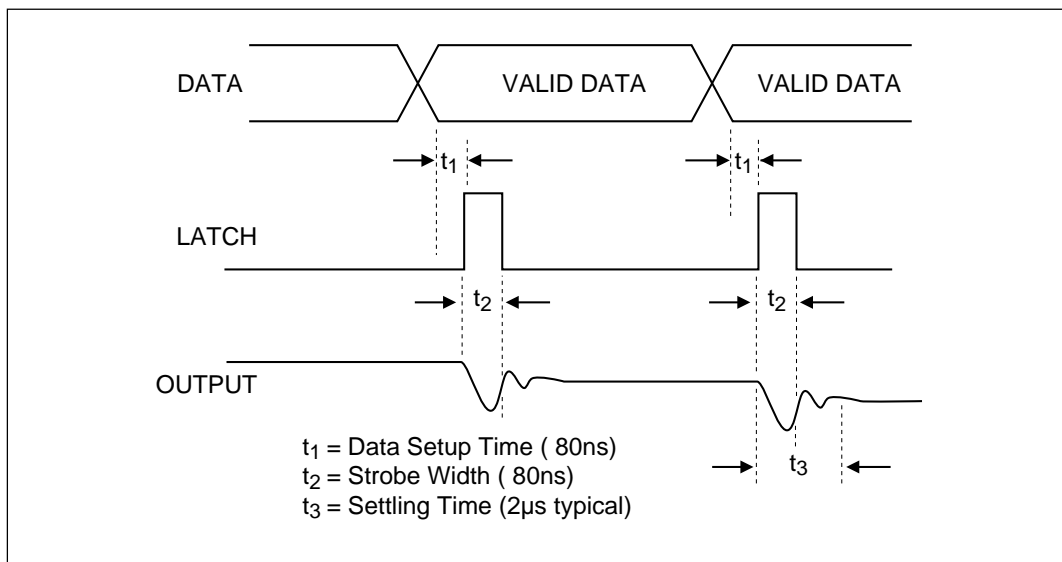 DATA VALID DATA VALID DATA
t1 t1
LATCH
t2 t2
OUTPUT
t3
t1 = Data Setup Time ( 80ns)
t2 = Strobe Width ( 80ns)
t3 = Settling Time (2µs typical)